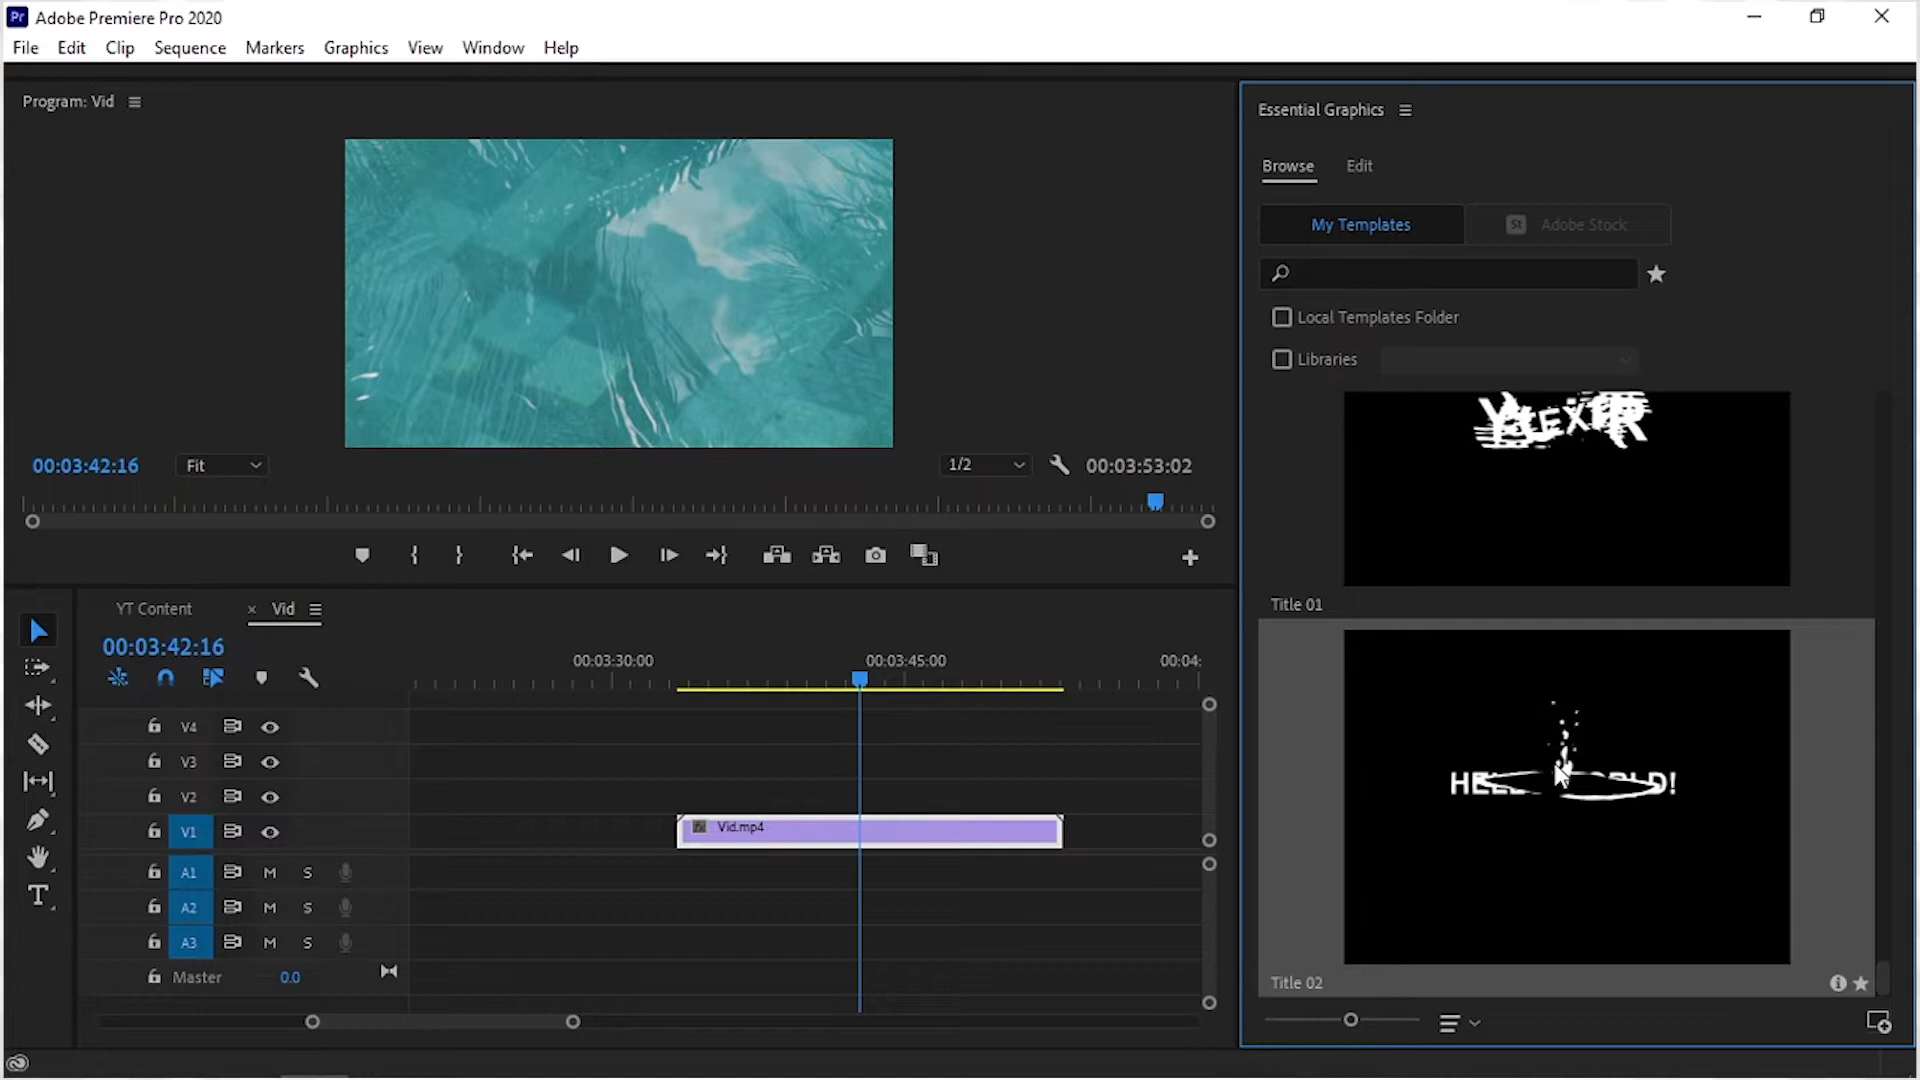 Pr Adobe Premiere Pro 2020
File Edit Clip Sequence Markers Graphics View Window Help
Program: Vid
00:03:42:16 Fit 1/2 00:03:53:02
YT Content × Vid
00:03:42:16
00:03:30:00 00:03:45:00 00:04:
V4
V3
V2
V1 fx Vid.mp4
A1 M S
A2 M S
A3 M S
Master 0.0
Essential Graphics
Browse Edit
My Templates St Adobe Stock
Local Templates Folder
Libraries
Title 01
Title 02